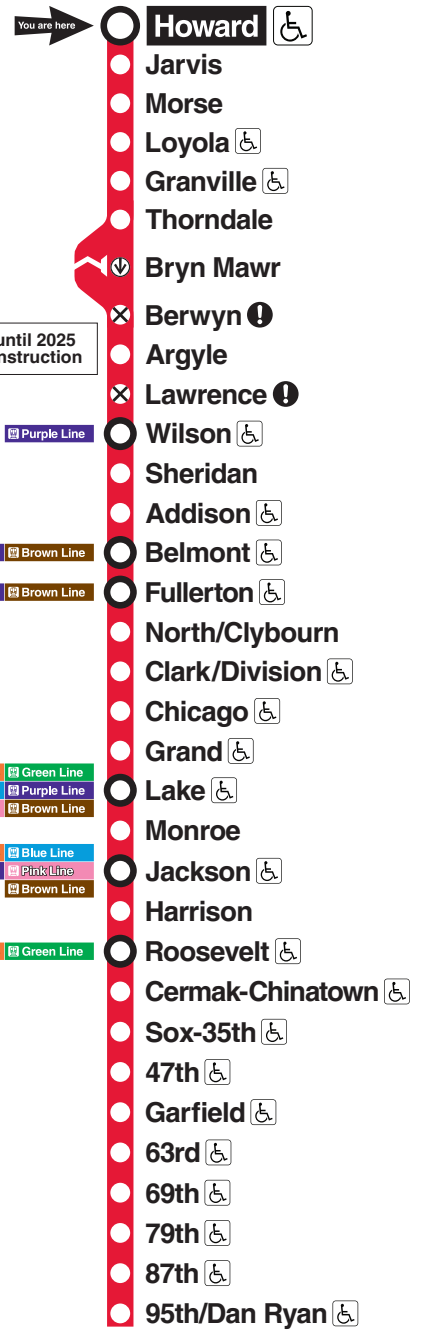 You are here
Howard
Jarvis
Morse
Loyola
Granville
Thorndale
Bryn Mawr
Berwyn
until 2025
nstruction
Argyle
Lawrence
Purple Line
Wilson
Sheridan
Addison
Brown Line
Belmont
Brown Line
Fullerton
North/Clybourn
Clark/Division
Chicago
Grand
Green Line
Purple Line
Brown Line
Lake
Monroe
Blue Line
Pink Line
Brown Line
Jackson
Harrison
Green Line
Roosevelt
Cermak-Chinatown
Sox-35th
47th
Garfield
63rd
69th
79th
87th
95th/Dan Ryan